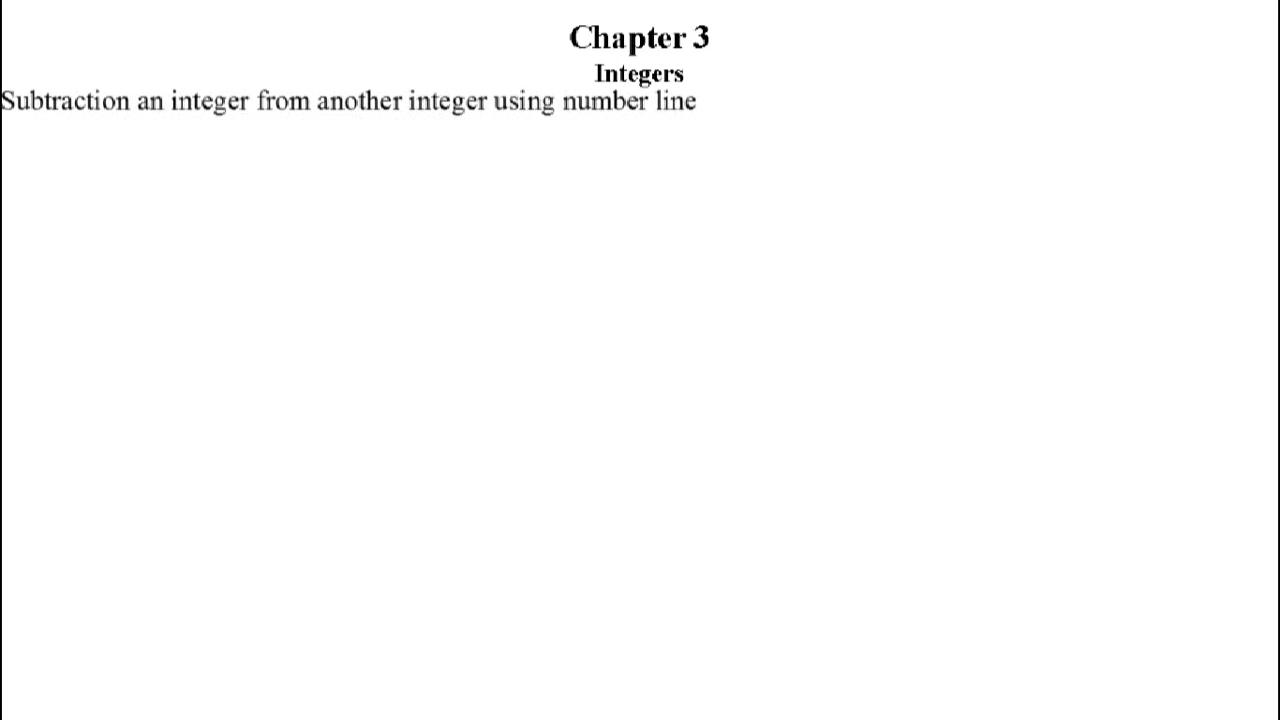 Chapter 3
Integers
Subtraction an integer from another integer using number line